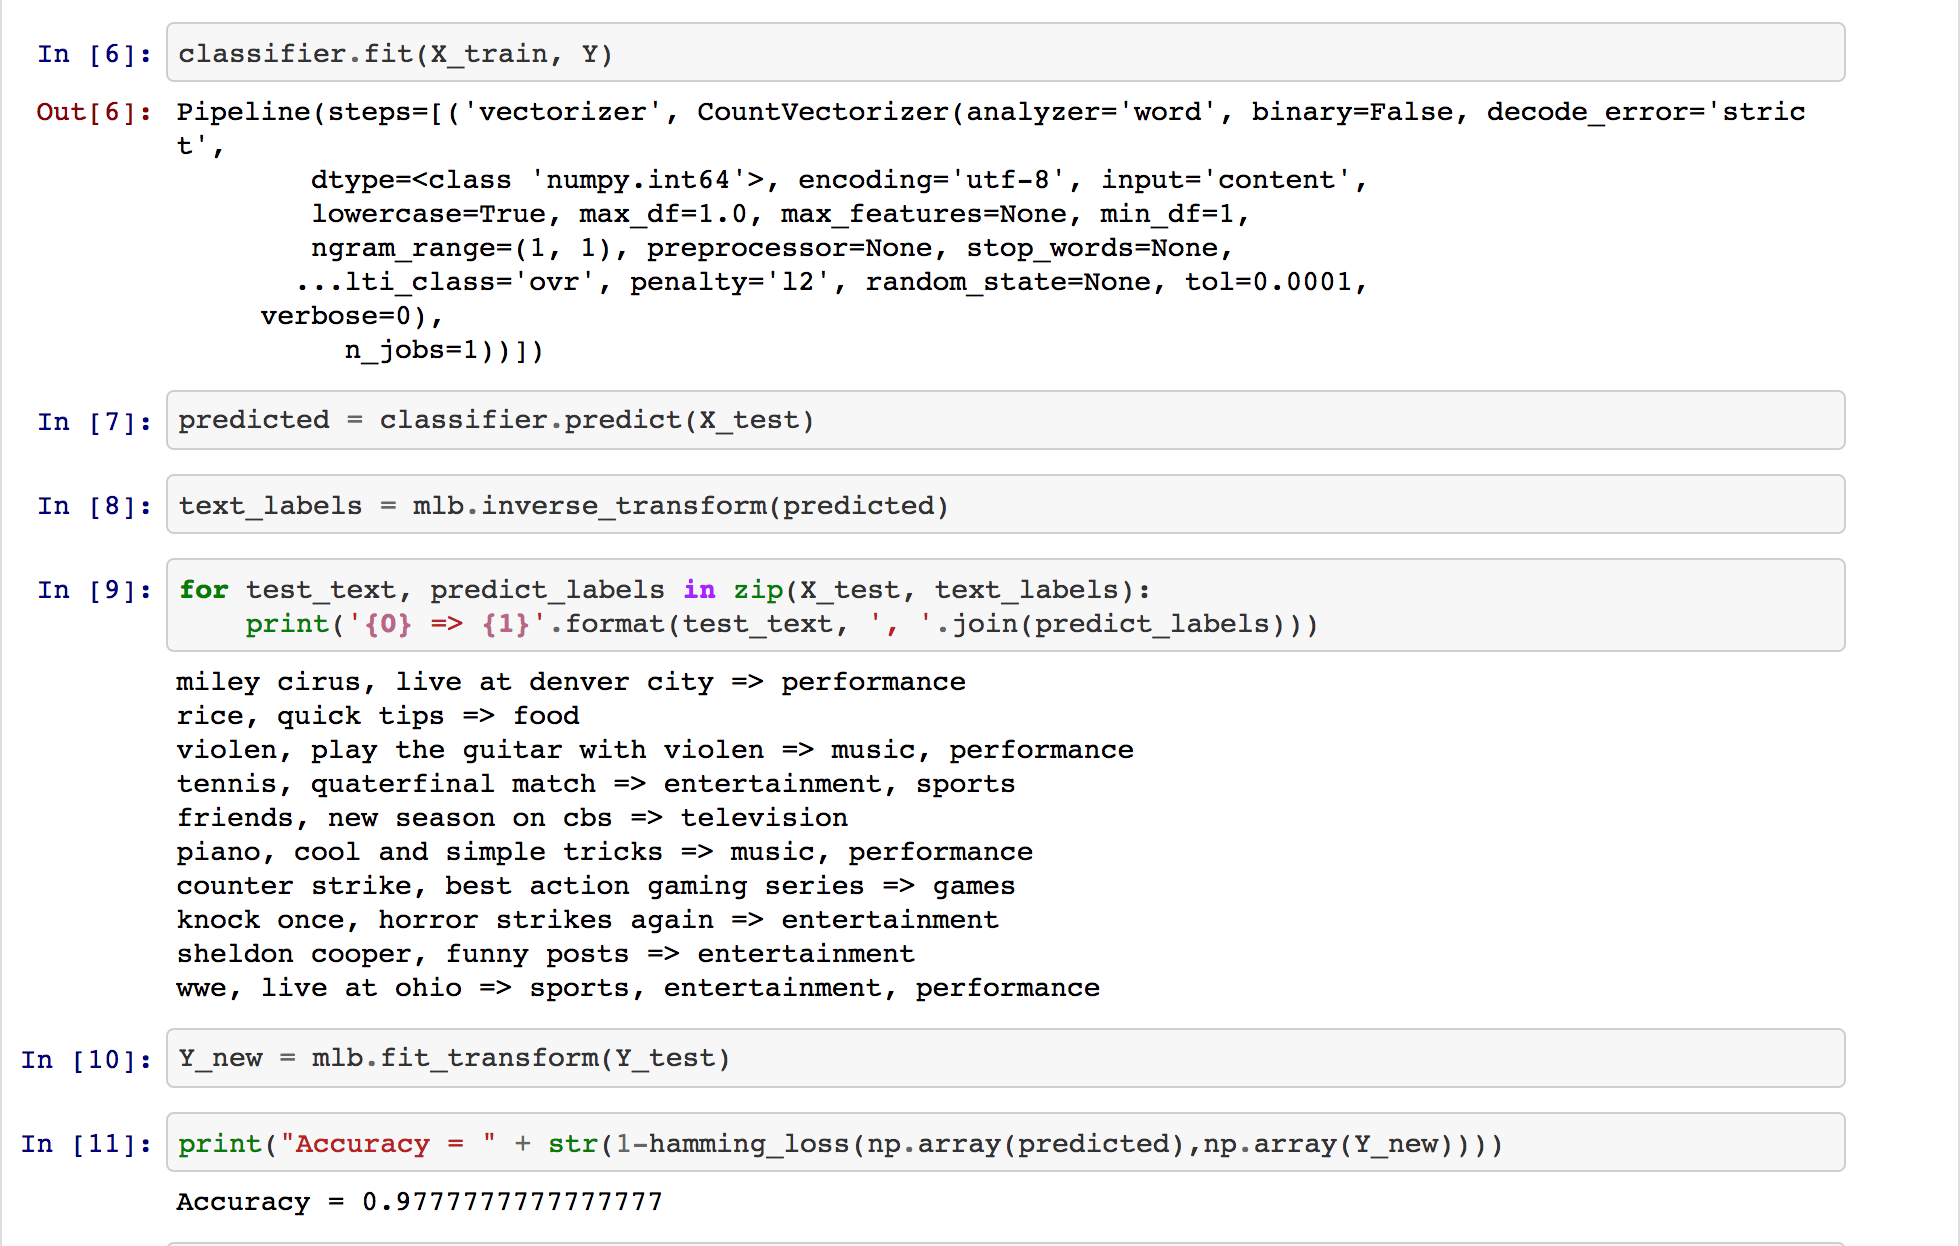 In [6]: classifier.fit(X_train, Y)
Out[6]: Pipeline(steps=[('vectorizer', CountVectorizer(analyzer='word', binary=False, decode_error='stric
t',
dtype=<class 'numpy.int64'>, encoding='utf-8', input='content',
lowercase=True, max_df=1.0, max_features=None, min_df=1,
ngram_range=(1, 1), preprocessor=None, stop_words=None,
...lti_class='ovr', penalty='l2', random_state=None, tol=0.0001,
verbose=0),
n_jobs=1))])
In [7]: predicted = classifier.predict(X_test)
In [8]: text_labels = mlb.inverse_transform(predicted)
In [9]: for test_text, predict_labels in zip(X_test, text_labels):
print('{0} => {1}'.format(test_text, ', '.join(predict_labels)))
miley cirus, live at denver city => performance
rice, quick tips => food
violen, play the guitar with violen => music, performance
tennis, quaterfinal match => entertainment, sports
friends, new season on cbs => television
piano, cool and simple tricks => music, performance
counter strike, best action gaming series => games
knock once, horror strikes again => entertainment
sheldon cooper, funny posts => entertainment
wwe, live at ohio => sports, entertainment, performance
In [10]: Y_new = mlb.fit_transform(Y_test)
In [11]: print("Accuracy = " + str(1-hamming_loss(np.array(predicted),np.array(Y_new))))
Accuracy = 0.9777777777777777